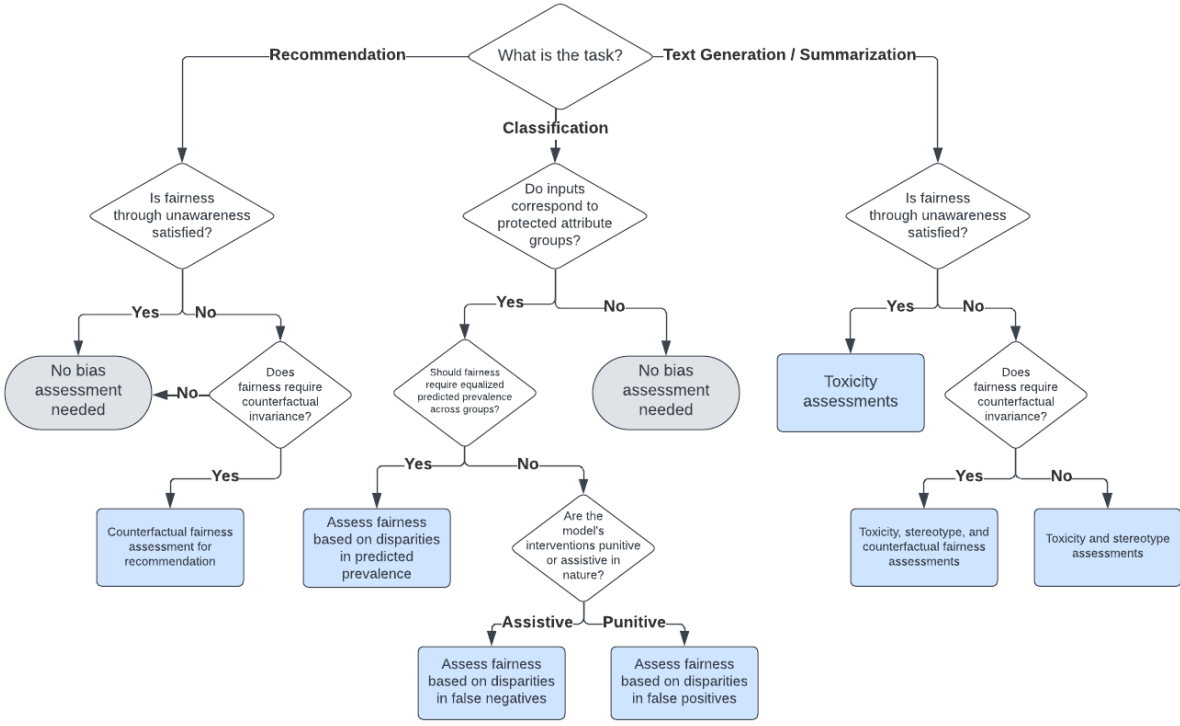 What is the task?
Recommendation
Text Generation / Summarization
Classification
Is fairness
through unawareness
satisfied?
Do inputs
correspond to
protected attribute
groups?
Is fairness
through unawareness
satisfied?
Yes
No
Yes
No
Yes
No
No bias
assessment
needed
Does
fairness require
counterfactual
invariance?
No
Should fairness
require equalized
predicted prevalence
across groups?
No bias
assessment
needed
Toxicity
assessments
Does
fairness require
counterfactual
invariance?
Yes
Yes
No
Yes
No
Counterfactual fairness
assessment for
recommendation
Assess fairness
based on disparities
in predicted
prevalence
Are the
model's
interventions punitive
or assistive in
nature?
Toxicity, stereotype, and
counterfactual fairness
assessments
Toxicity and stereotype
assessments
Assistive
Punitive
Assess fairness
based on disparities
in false negatives
Assess fairness
based on disparities
in false positives